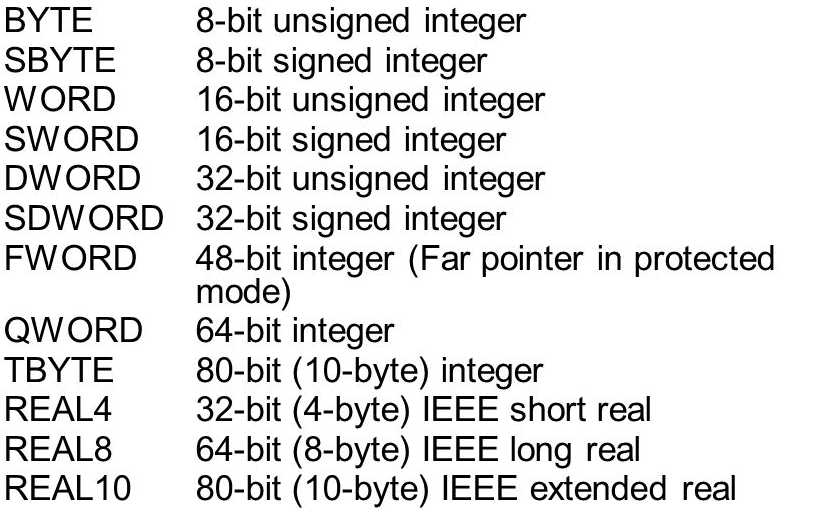 BYTE 8-bit unsigned integer
SBYTE 8-bit signed integer
WORD 16-bit unsigned integer
SWORD 16-bit signed integer
DWORD 32-bit unsigned integer
SDWORD 32-bit signed integer
FWORD 48-bit integer (Far pointer in protected
mode)
QWORD 64-bit integer
TBYTE 80-bit (10-byte) integer
REAL4 32-bit (4-byte) IEEE short real
REAL8 64-bit (8-byte) IEEE long real
REAL10 80-bit (10-byte) IEEE extended real